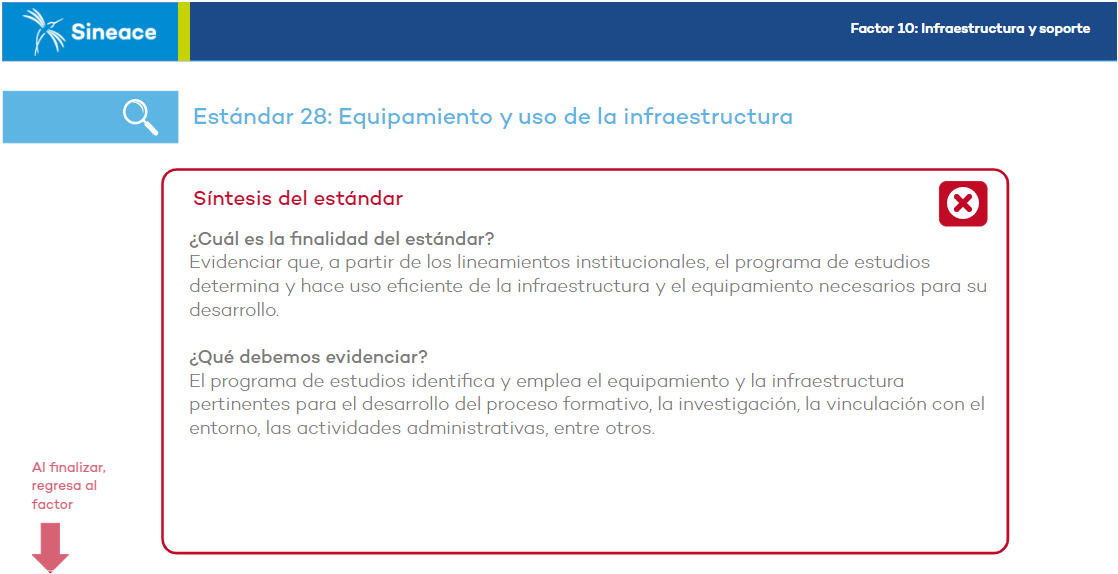 Sineace
Factor 10: Infraestructura y soporte
Estándar 28: Equipamiento y uso de la infraestructura
Síntesis del estándar
¿Cuál es la finalidad del estándar?
Evidenciar que, a partir de los lineamientos institucionales, el programa de estudios
determina y hace uso eficiente de la infraestructura y el equipamiento necesarios para su
desarrollo.
¿Qué debemos evidenciar?
El programa de estudios identifica y emplea el equipamiento y la infraestructura
pertinentes para el desarrollo del proceso formativo, la investigación, la vinculación con el
entorno, las actividades administrativas, entre otros.
Al finalizar,
regresa al
factor